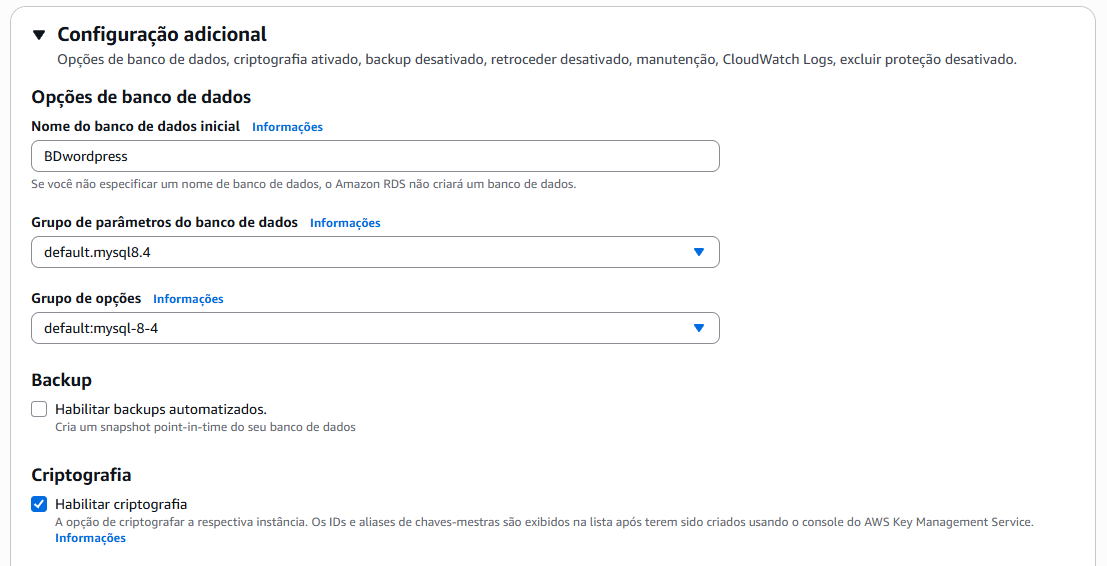 Configuração adicional
Opções de banco de dados, criptografia ativado, backup desativado, retroceder desativado, manutenção, CloudWatch Logs, excluir proteção desativado.
Opções de banco de dados
Nome do banco de dados inicial Informações
BDwordpress
Se você não especificar um nome de banco de dados, o Amazon RDS não criará um banco de dados.
Grupo de parâmetros do banco de dados Informações
default.mysql8.4
Grupo de opções Informações
default:mysql-8-4
Backup
Habilitar backups automatizados.
Cria um snapshot point-in-time do seu banco de dados
Criptografia
Habilitar criptografia
A opção de criptografar a respectiva instância. Os IDs e aliases de chaves-mestras são exibidos na lista após terem sido criados usando o console do AWS Key Management Service.
Informações